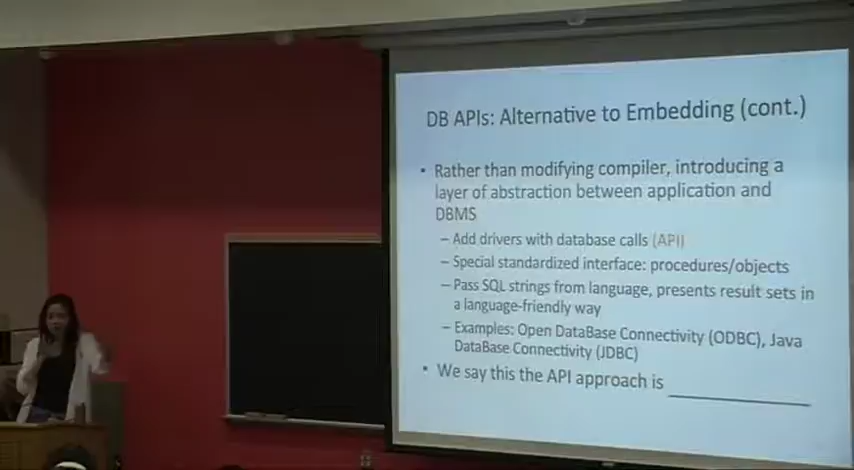 DB APIs: Alternative to Embedding (cont.)
• Rather than modifying compiler, introducing a
layer of abstraction between application and
DBMS
– Add drivers with database calls (API)
– Special standardized interface: procedures/objects
– Pass SQL strings from language, presents result sets in
a language-friendly way
– Examples: Open DataBase Connectivity (ODBC), Java
DataBase Connectivity (JDBC)
• We say this the API approach is ____________